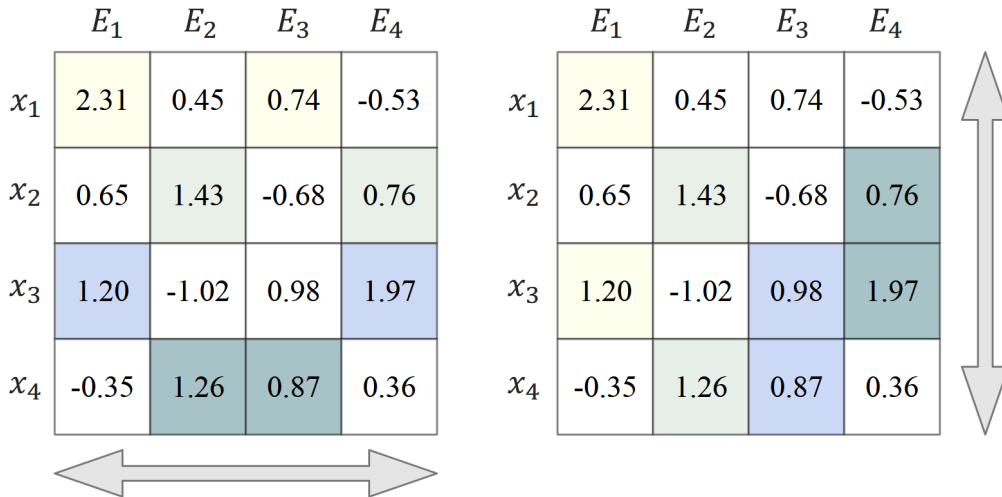 E₁ E₂ E₃ E₄ E₁ E₂ E₃ E₄
x₁ 2.31 0.45 0.74 -0.53 x₁ 2.31 0.45 0.74 -0.53
x₂ 0.65 1.43 -0.68 0.76 x₂ 0.65 1.43 -0.68 0.76
x₃ 1.20 -1.02 0.98 1.97 x₃ 1.20 -1.02 0.98 1.97
x₄ -0.35 1.26 0.87 0.36 x₄ -0.35 1.26 0.87 0.36